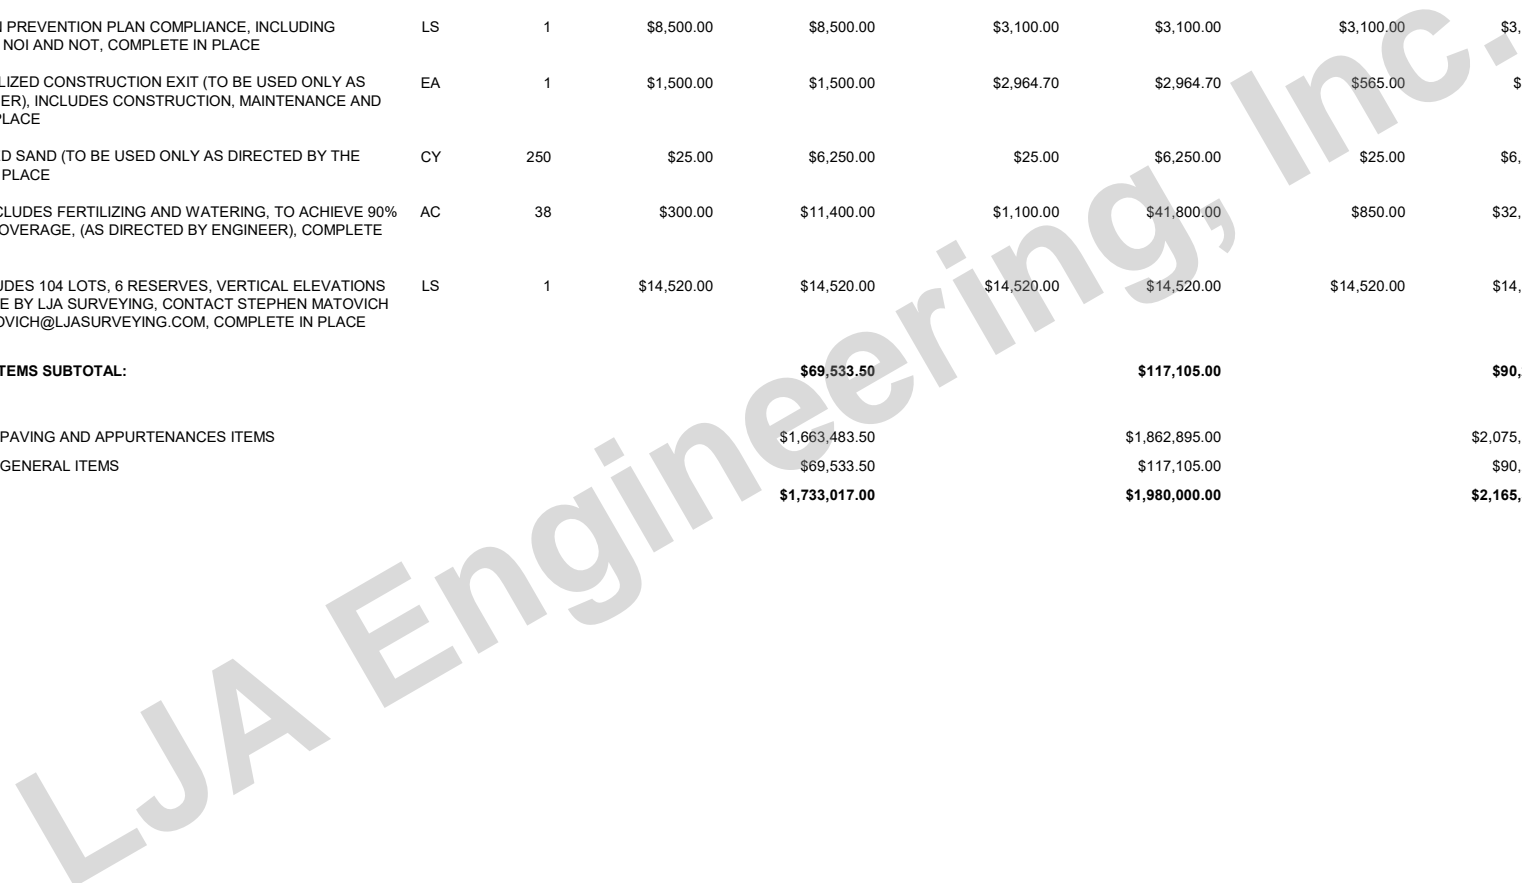 N PREVENTION PLAN COMPLIANCE, INCLUDING LS 1 $8,500.00 $8,500.00 $3,100.00 $3,100.00 $3,100.00 $3,
NOI AND NOT, COMPLETE IN PLACE
LIZED CONSTRUCTION EXIT (TO BE USED ONLY AS EA 1 $1,500.00 $1,500.00 $2,964.70 $2,964.70 $565.00 $
ER), INCLUDES CONSTRUCTION, MAINTENANCE AND
PLACE
D SAND (TO BE USED ONLY AS DIRECTED BY THE CY 250 $25.00 $6,250.00 $25.00 $6,250.00 $25.00 $6,
PLACE
CLUDES FERTILIZING AND WATERING, TO ACHIEVE 90% AC 38 $300.00 $11,400.00 $1,100.00 $41,800.00 $850.00 $32,
OVERAGE, (AS DIRECTED BY ENGINEER), COMPLETE
UDES 104 LOTS, 6 RESERVES, VERTICAL ELEVATIONS LS 1 $14,520.00 $14,520.00 $14,520.00 $14,520.00 $14,520.00 $14,
E BY LJA SURVEYING, CONTACT STEPHEN MATOVICH
OVICH@LJASURVEYING.COM, COMPLETE IN PLACE
TEMS SUBTOTAL: $69,533.50 $117,105.00 $90,
PAVING AND APPURTENANCES ITEMS $1,663,483.50 $1,862,895.00 $2,075,
GENERAL ITEMS $69,533.50 $117,105.00 $90,
$1,733,017.00 $1,980,000.00 $2,165,
LJA Engineering, Inc.